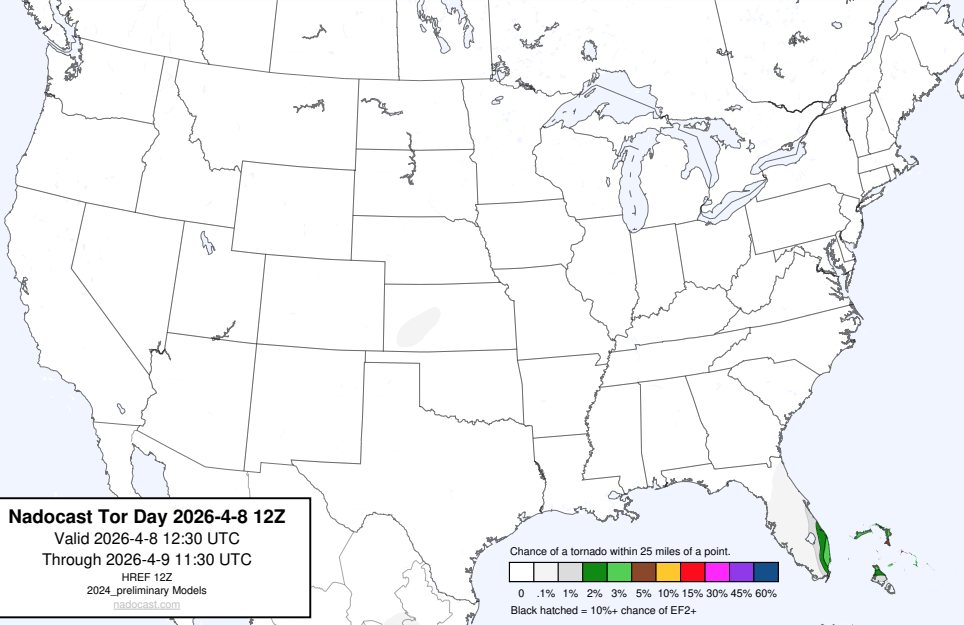 Nadocast Tor Day 2026-4-8 12Z
Valid 2026-4-8 12:30 UTC
Through 2026-4-9 11:30 UTC
HREF 12Z
2024_preliminary Models
nadocast.com
Chance of a tornado within 25 miles of a point.
0 .1% 1% 2% 3% 5% 10% 15% 30% 45% 60%
Black hatched = 10%+ chance of EF2+